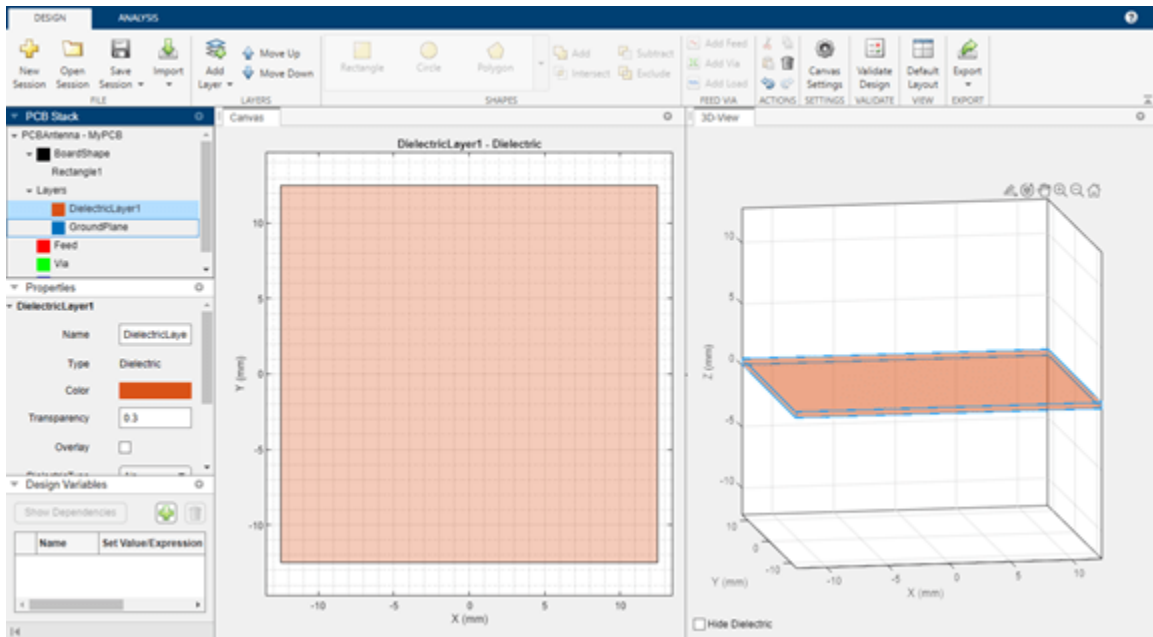 DESIGN ANALYSIS
New Session Open Session Save Session Import
FILE
Add Layer Move Up
Move Down
LAYERS
Rectangle Circle Polygon
Add Subtract
Intersect Exclude
SHAPES
Add Feed
Add Via
Add Load
FEED VIA
ACTIONS
Canvas Settings
SETTINGS
Validate Design
VALIDATE
Default Layout
VIEW
Export
EXPORT
PCB Stack
PCBAntenna - MyPCB
BoardShape
Rectangle1
Layers
DielectricLayer1
GroundPlane
Feed
Via
Properties
DielectricLayer1
Name DielectricLaye
Type Dielectric
Color
Transparency 0.3
Overlay
Design Variables
Show Dependencies
Name Set Value/Expression
Canvas
DielectricLayer1 - Dielectric
10
5
0
-5
-10
Y (mm)
-10 -5 0 5 10
X (mm)
3D-View
10
5
0
-5
-10
Z (mm)
10
0
-10
Y (mm)
-10 -5 0 5 10
X (mm)
Hide Dielectric